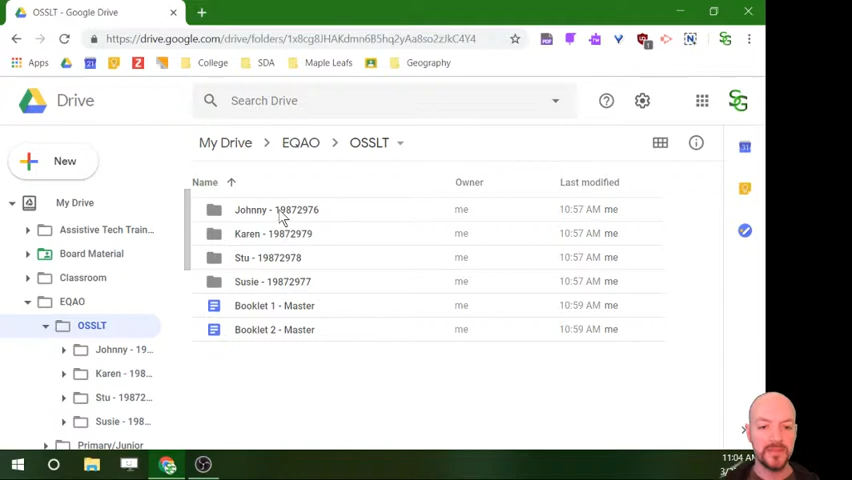 OSSLT - Google Drive
https://drive.google.com/drive/folders/1x8cg8JHAKdmn6B5hq2yAa8so2zJkC4Y4
Apps
College
SDA
Maple Leafs
Geography
Drive
Search Drive
New
My Drive
EQAO
OSSLT
Name
Owner
Last modified
My Drive
Johnny - 19872976
me
10:57 AM me
Assistive Tech Train...
Karen - 19872979
me
10:57 AM me
Board Material
Stu - 19872978
me
10:57 AM me
Classroom
Susie - 19872977
me
10:57 AM me
EQAO
Booklet 1 - Master
me
10:59 AM me
OSSLT
Booklet 2 - Master
me
10:59 AM me
Johnny - 19...
Karen - 198...
Stu - 19872...
Susie - 198...
Primary/Junior
11:04 AM